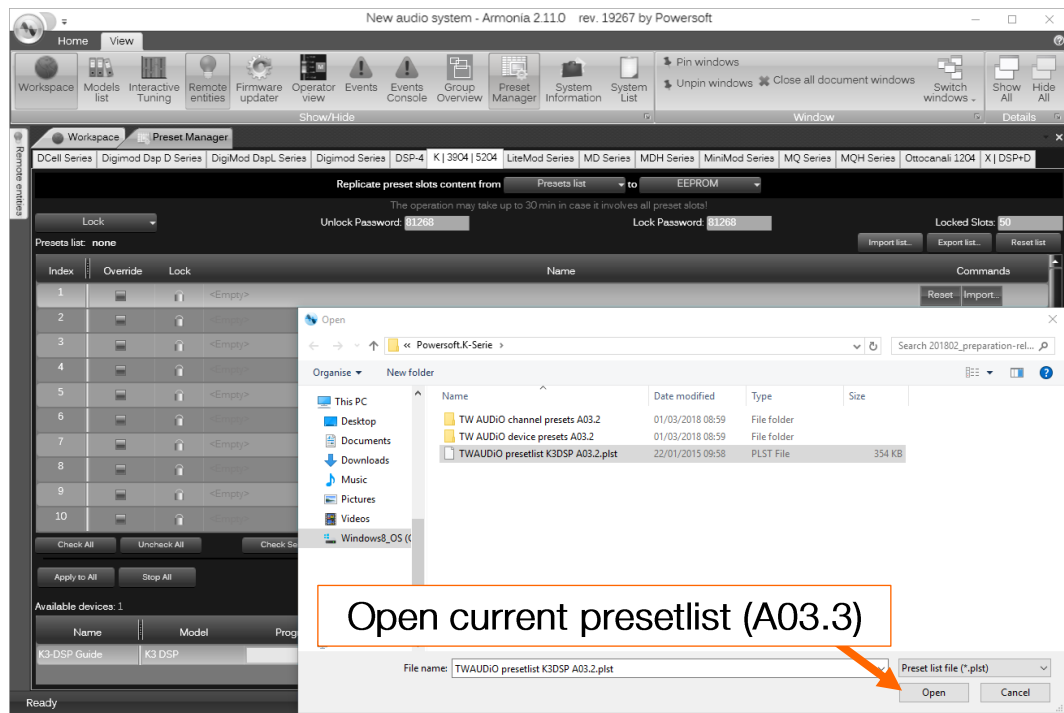 New audio system - Armonia 2.11.0 rev. 19267 by Powersoft
Home View
Workspace Models list Interactive Tuning Remote entities Firmware updater Operator view Events Events Console Group Overview Preset Manager System Information System List
Pin windows
Unpin windows Close all document windows
Switch windows Show All Hide All
Show/Hide Window Details
Remote entities
Workspace Preset Manager
DCell Series Digimod Dsp D Series DigiMod DspL Series Digimod Series DSP-4 K | 3904 | 5204 LiteMod Series MD Series MDH Series MiniMod Series MQ Series MQH Series Ottocanali 1204 X | DSP+D
Replicate preset slots content from Presets list to EEPROM
The operation may take up to 30 min in case it involves all preset slots!
Lock Unlock Password: 81268 Lock Password: 81268 Locked Slots: 50
Presets list: none Import list... Export list... Reset list
Index Override Lock Name Commands
1 <Empty> Reset Import...
2 <Empty>
3 <Empty>
4 <Empty>
5 <Empty>
6 <Empty>
7 <Empty>
8 <Empty>
9 <Empty>
10 <Empty>
Check All Uncheck All Check Se
Apply to All Stop All
Available devices: 1
Name Model Prog
K3-DSP Guide K3 DSP
Ready
Open
« Powersoft.K-Serie > Search 201802_preparation-rel...
Organise New folder
This PC
Desktop
Documents
Downloads
Music
Pictures
Videos
Windows8_OS (C
Name Date modified Type Size
TW AUDiO channel presets A03.2 01/03/2018 08:59 File folder
TW AUDiO device presets A03.2 01/03/2018 08:59 File folder
TWAUDiO presetlist K3DSP A03.2.plst 22/01/2015 09:58 PLST File 354 KB
Open current presetlist (A03.3)
File name: TWAUDiO presetlist K3DSP A03.2.plst Preset list file (*.plst)
Open Cancel